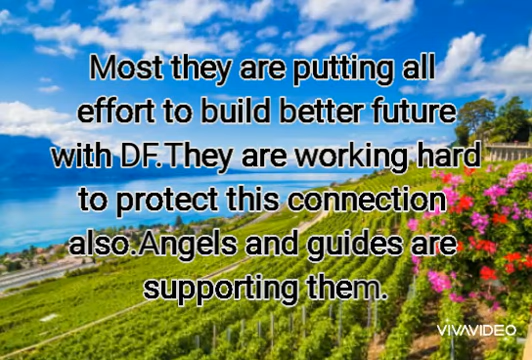 Most they are putting all
effort to build better future
with DF.They are working hard
to protect this connection
also.Angels and guides are
supporting them.
VIVAVIDEO